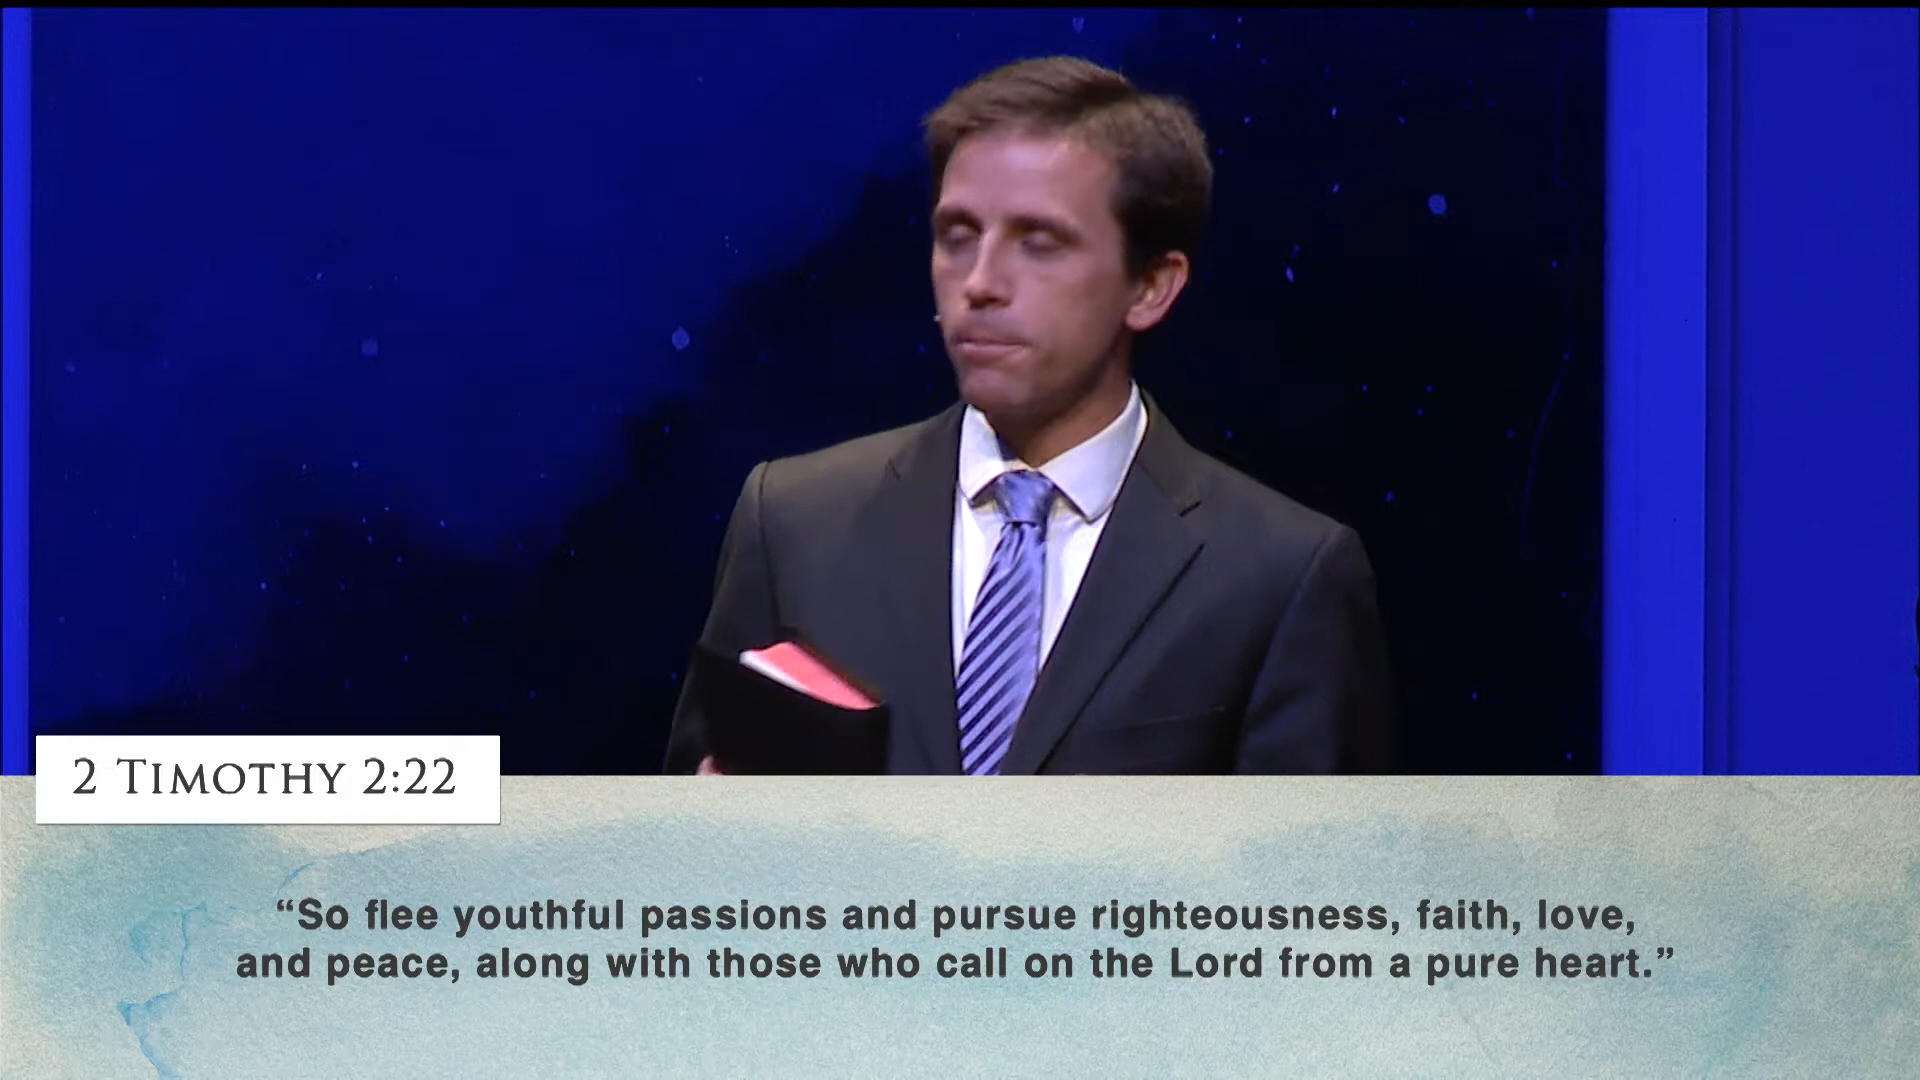 2 Timothy 2:22
“So flee youthful passions and pursue righteousness, faith, love,
and peace, along with those who call on the Lord from a pure heart.”